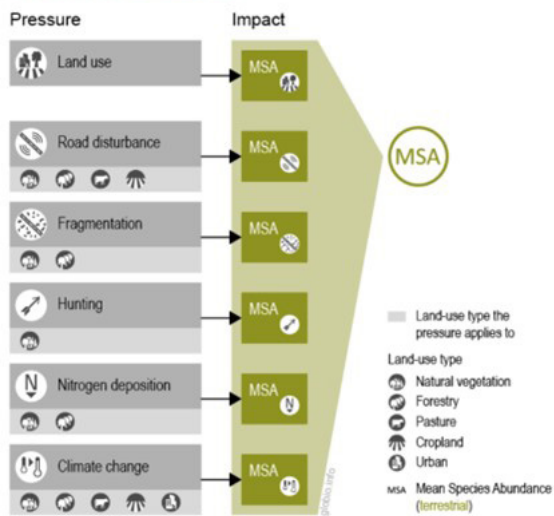 Pressure
Impact
Land use
MSA
Road disturbance
MSA
MSA
Fragmentation
MSA
Hunting
MSA
Nitrogen deposition
N
MSA
N
Climate change
MSA
globio.info
Land-use type the
pressure applies to
Land-use type
Natural vegetation
Forestry
Pasture
Cropland
Urban
MSA Mean Species Abundance
(terrestrial)